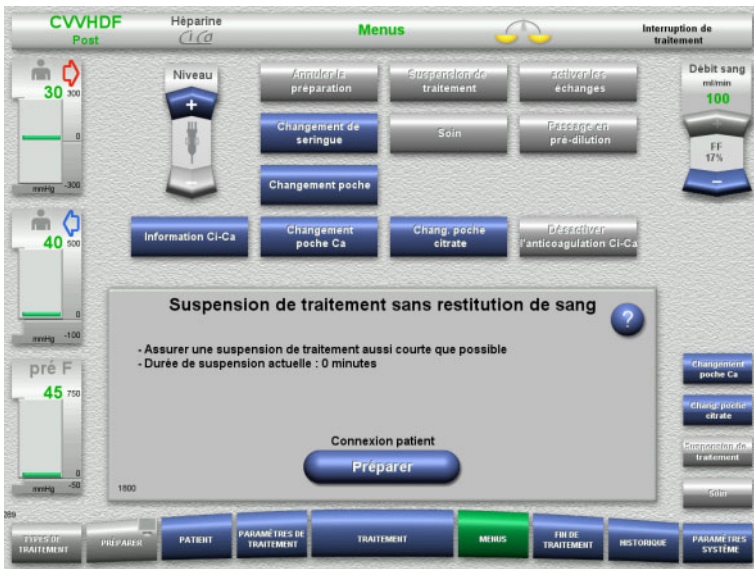 CVVHDF
Post
Héparine
Ci Ca
Menus
Interruption de
traitement
30
300
0
mmHg
-300
Niveau
+
Annuler la
préparation
Suspension de
traitement
activer les
échanges
Débit sang
ml/min
100
FF
17%
Changement de
seringue
Soin
Passage en
pré-dilution
Changement poche
40
500
0
mmHg
-100
Information Ci-Ca
Changement
poche Ca
Chang. poche
citrate
Désactiver
l'anticoagulation Ci-Ca
Suspension de traitement sans restitution de sang
?
- Assurer une suspension de traitement aussi courte que possible
- Durée de suspension actuelle : 0 minutes
Connexion patient
Préparer
1800
pré F
45
750
0
mmHg
-50
Changement
poche Ca
Chang. poche
citrate
Suspension de
traitement
Soin
TYPES DE
TRAITEMENT
PRÉPARER
PATIENT
PARAMÈTRES DE
TRAITEMENT
TRAITEMENT
MENUS
FIN DE
TRAITEMENT
HISTORIQUE
PARAMÈTRES
SYSTÈME